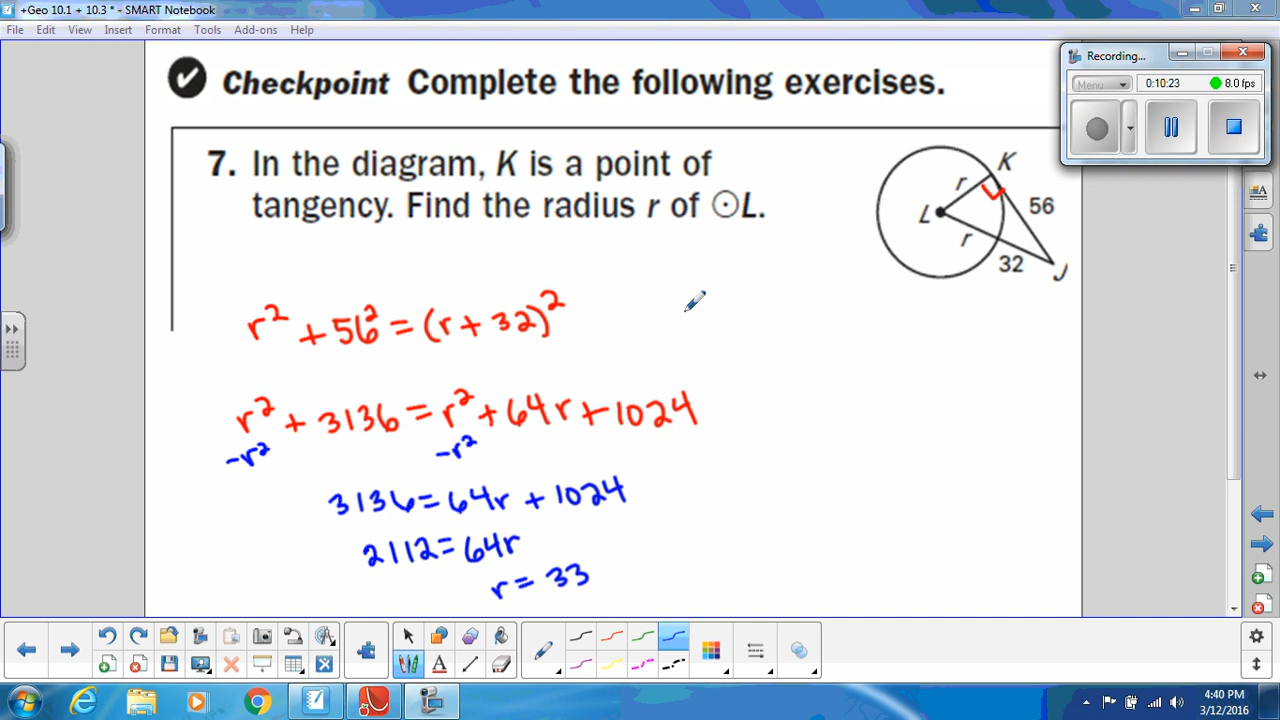 +Geo 10.1 + 10.3 * - SMART Notebook
File Edit View Insert Format Tools Add-ons Help
Recording...
Menu 0:10:23 8.0 fps
Checkpoint Complete the following exercises.
7. In the diagram, K is a point of
tangency. Find the radius r of ⊙L.
K
r
56
L
r
32
J
r² + 56² = (r + 32)²
r² + 3136 = r² + 64r + 1024
-r² -r²
3136 = 64r + 1024
2112 = 64r
r = 33
A
4:40 PM
3/12/2016